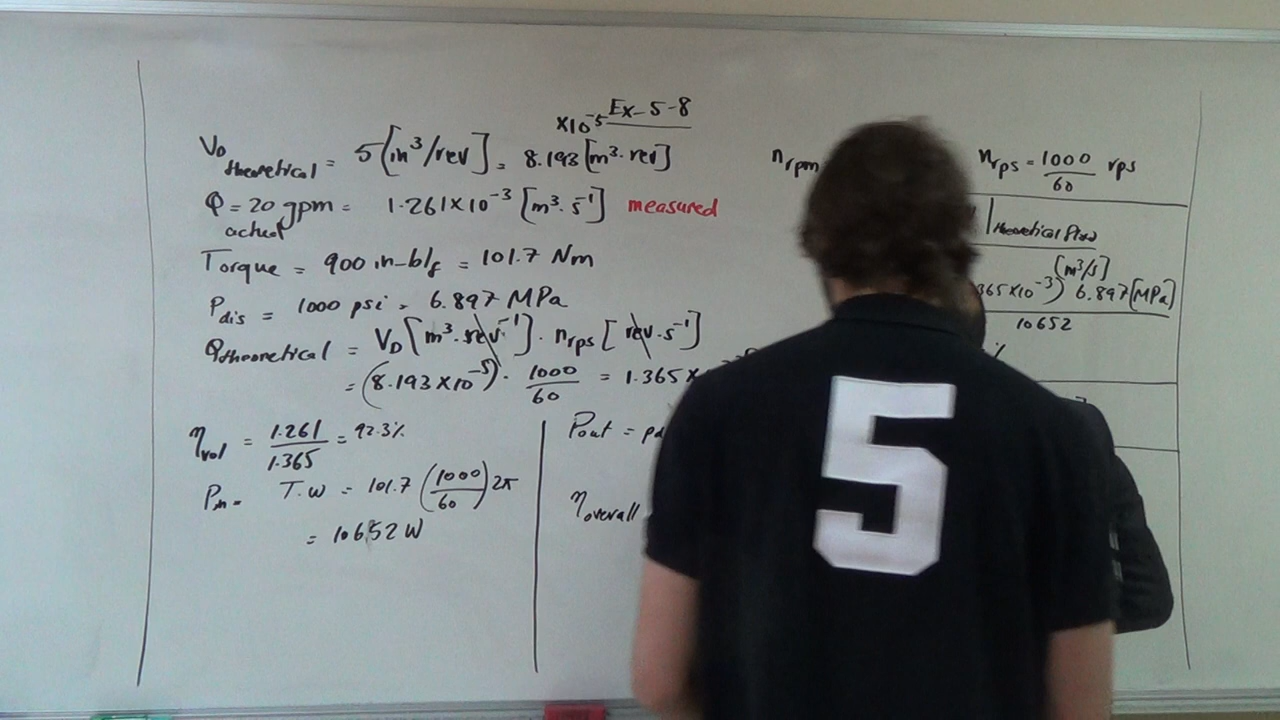 Ex-5-8
V_D theoretical = 5 [in³/rev] = 8.193 ×10⁻⁵ [m³·rev]
Q actual = 20 gpm = 1.261×10⁻³ [m³·s⁻¹] measured
Torque = 900 in-lbf = 101.7 Nm
P_dis = 1000 psi = 6.897 MPa
Q theoretical = V_D [m³·rev⁻¹] · n_rps [rev·s⁻¹]
= (8.193×10⁻⁵) · 1000/60 = 1.365×
η_vol = 1.261/1.365 = 92.3%
P_in = T·ω = 101.7 (1000/60) 2π
= 10652 W
Pout =
η_overall
n_rpm
n_rps = 1000/60 rps
theoretical flow
[m³/s]
365×10⁻³) 6.897[MPa]
10652
%
5